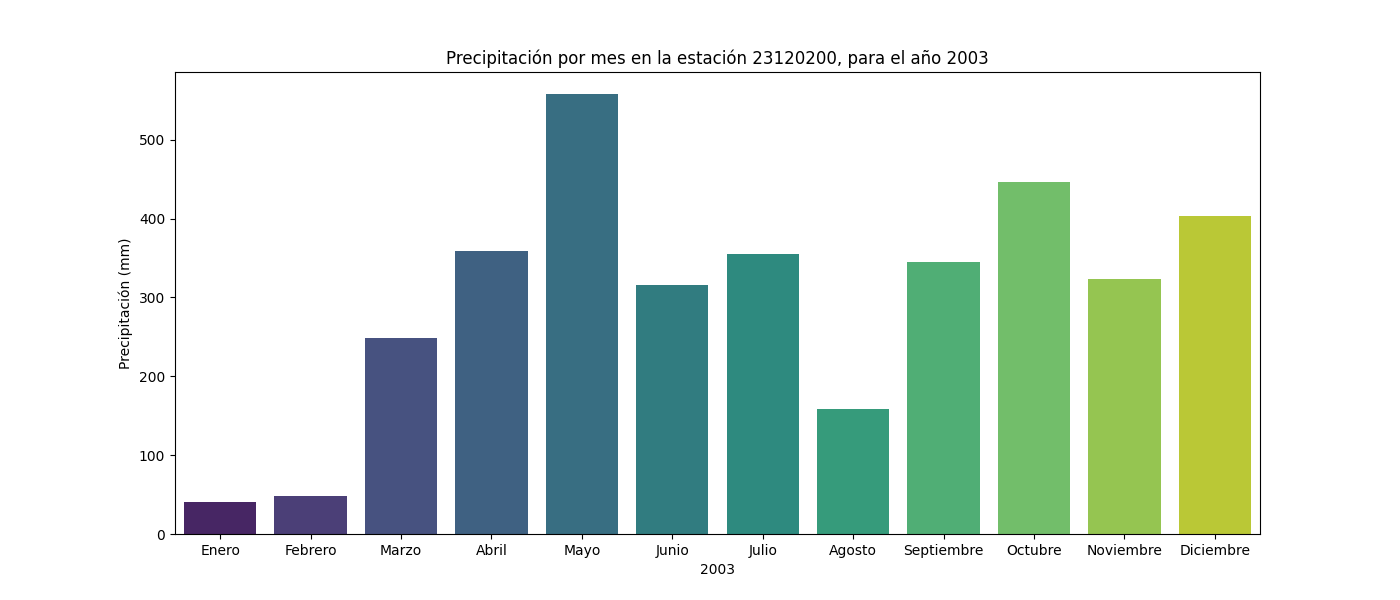 Precipitación por mes en la estación 23120200, para el año 2003
Precipitación (mm)
500
400
300
200
100
0
Enero Febrero Marzo Abril Mayo Junio Julio Agosto Septiembre Octubre Noviembre Diciembre
2003